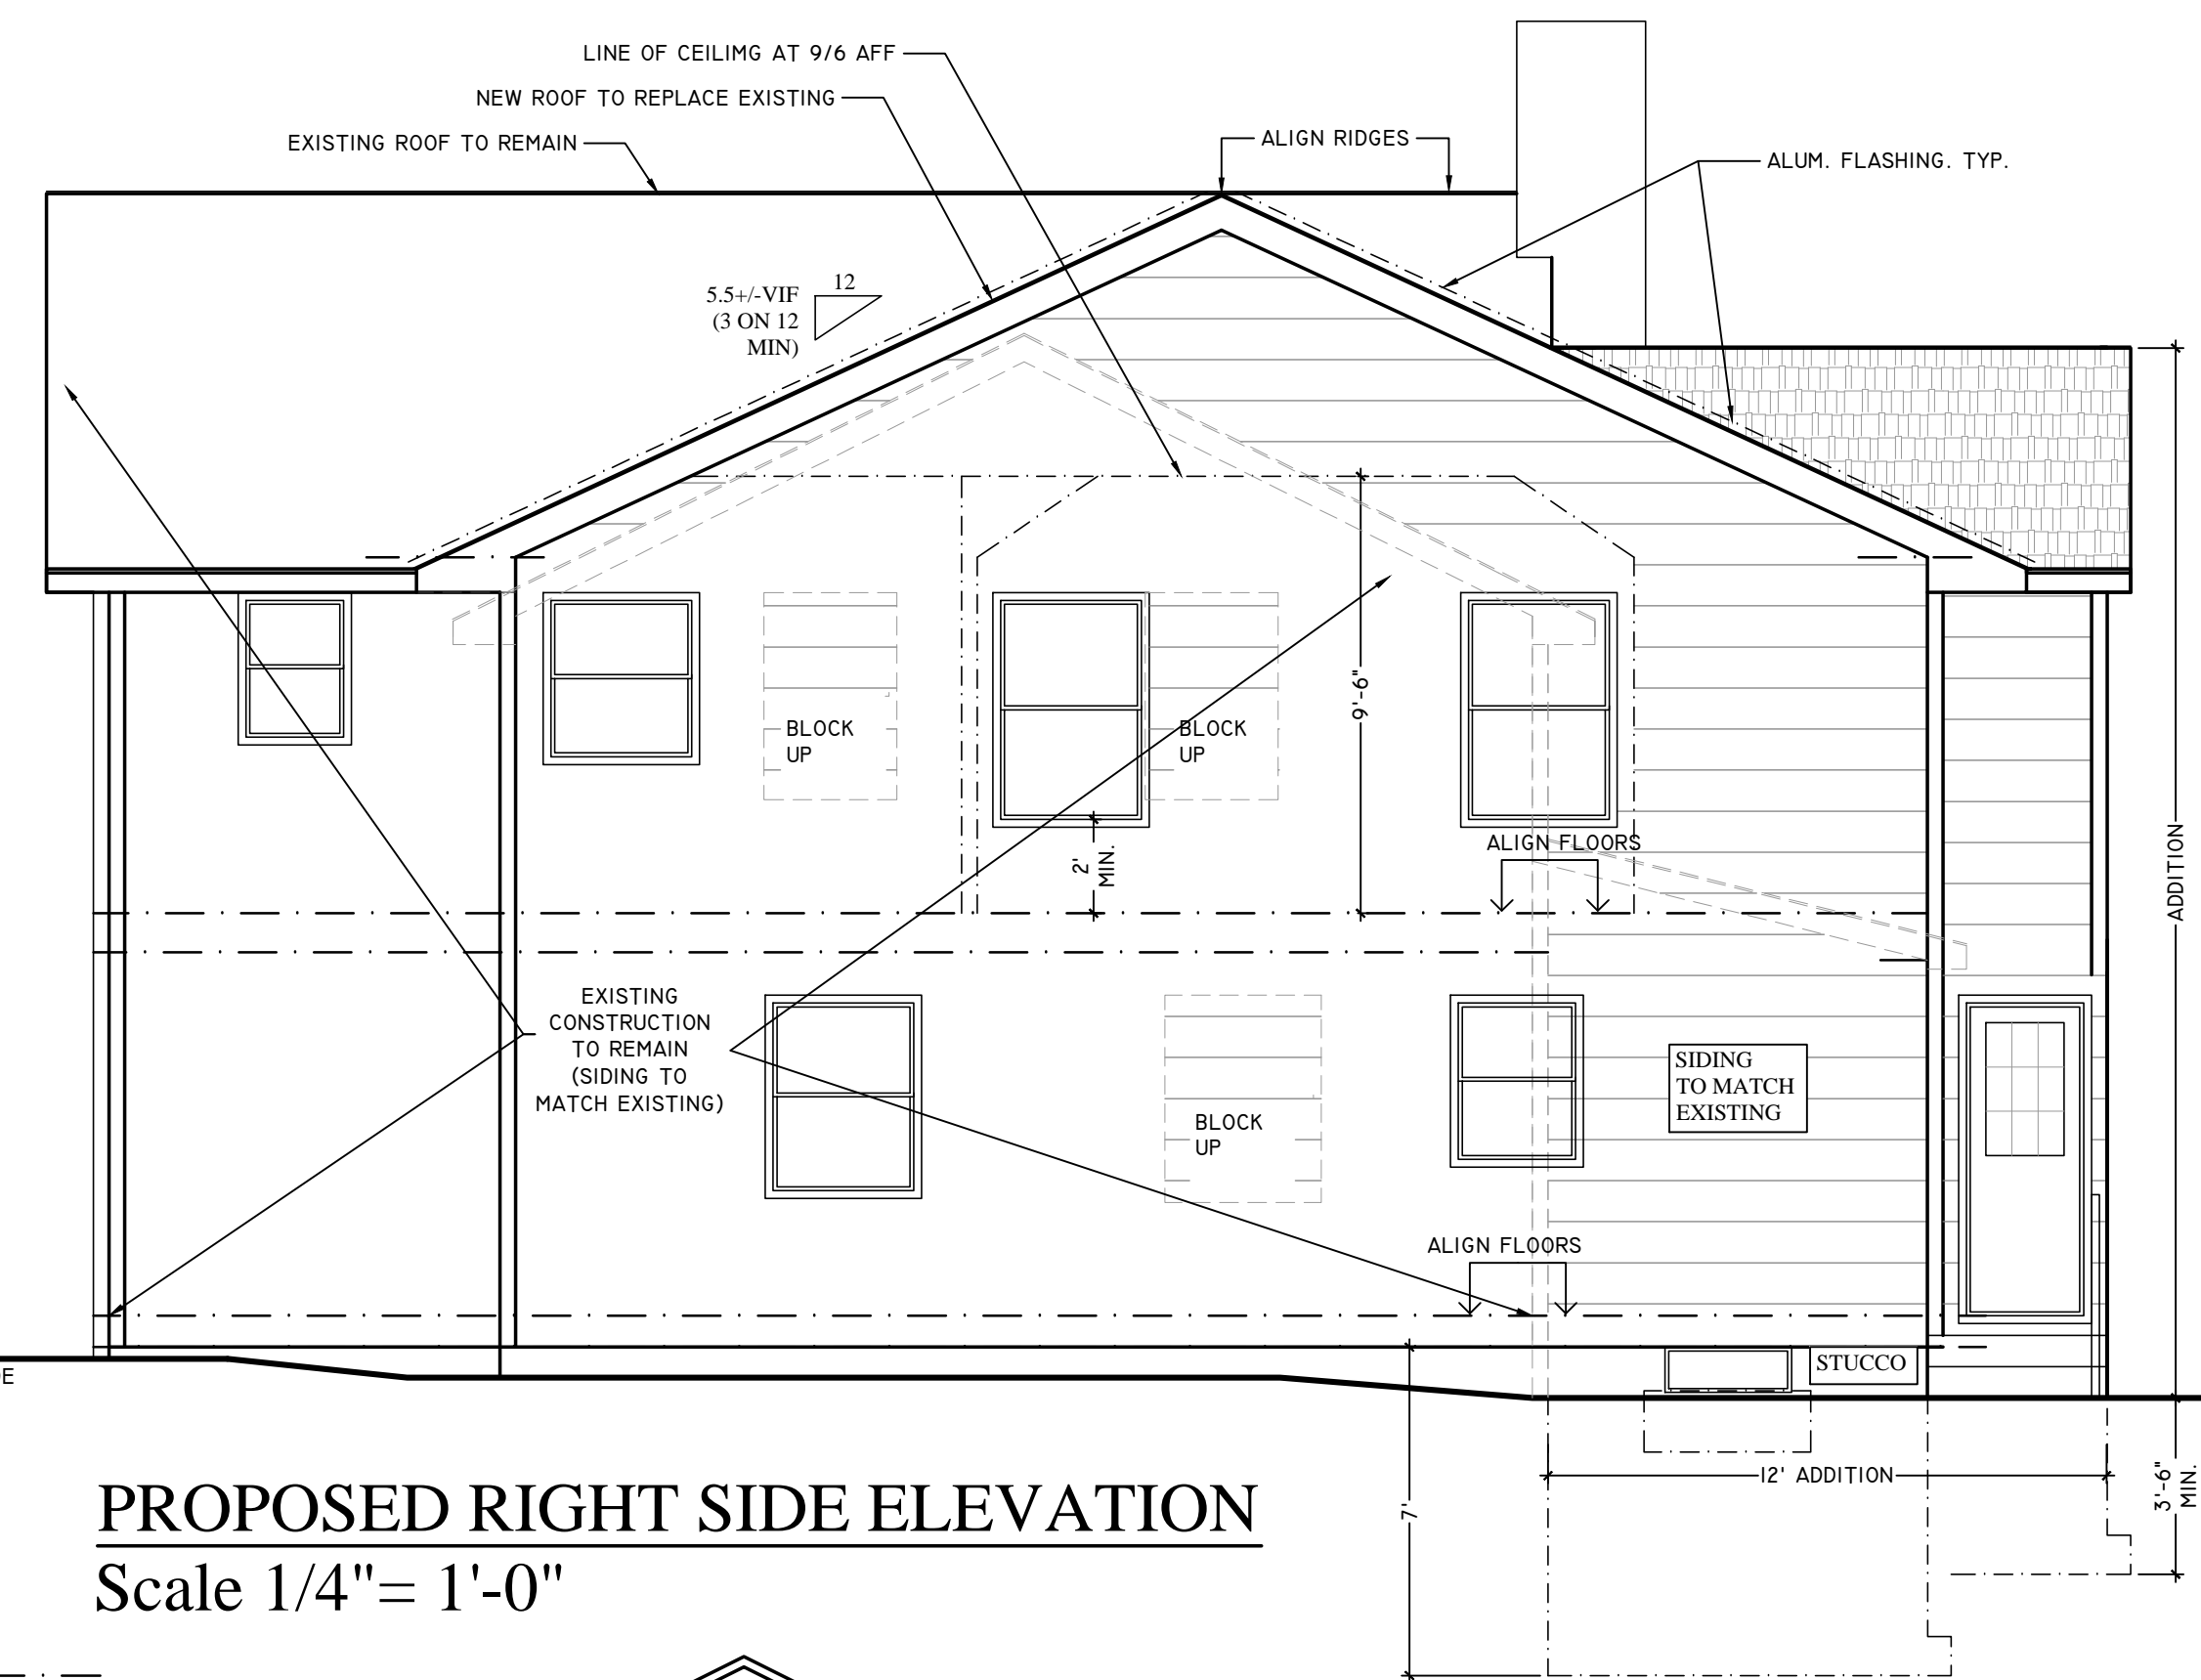 LINE OF CEILIMG AT 9/6 AFF
NEW ROOF TO REPLACE EXISTING
EXISTING ROOF TO REMAIN
ALIGN RIDGES
ALUM. FLASHING. TYP.
12
5.5+/-VIF
(3 ON 12
MIN)
BLOCK
UP
BLOCK
UP
9'-6"
2'
MIN.
ALIGN FLOORS
ADDITION
EXISTING
CONSTRUCTION
TO REMAIN
(SIDING TO
MATCH EXISTING)
BLOCK
UP
SIDING
TO MATCH
EXISTING
ALIGN FLOORS
STUCCO
12' ADDITION
7'
3'-6"
MIN.
PROPOSED RIGHT SIDE ELEVATION
Scale 1/4"= 1'-0"